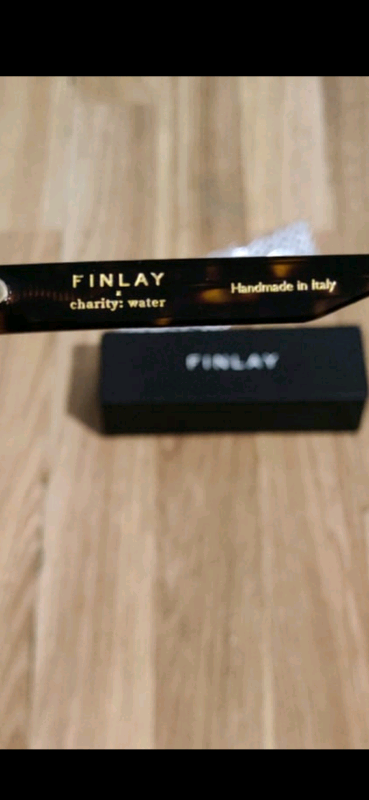 FINLAY
x
charity: water
Handmade in Italy
FINLAY